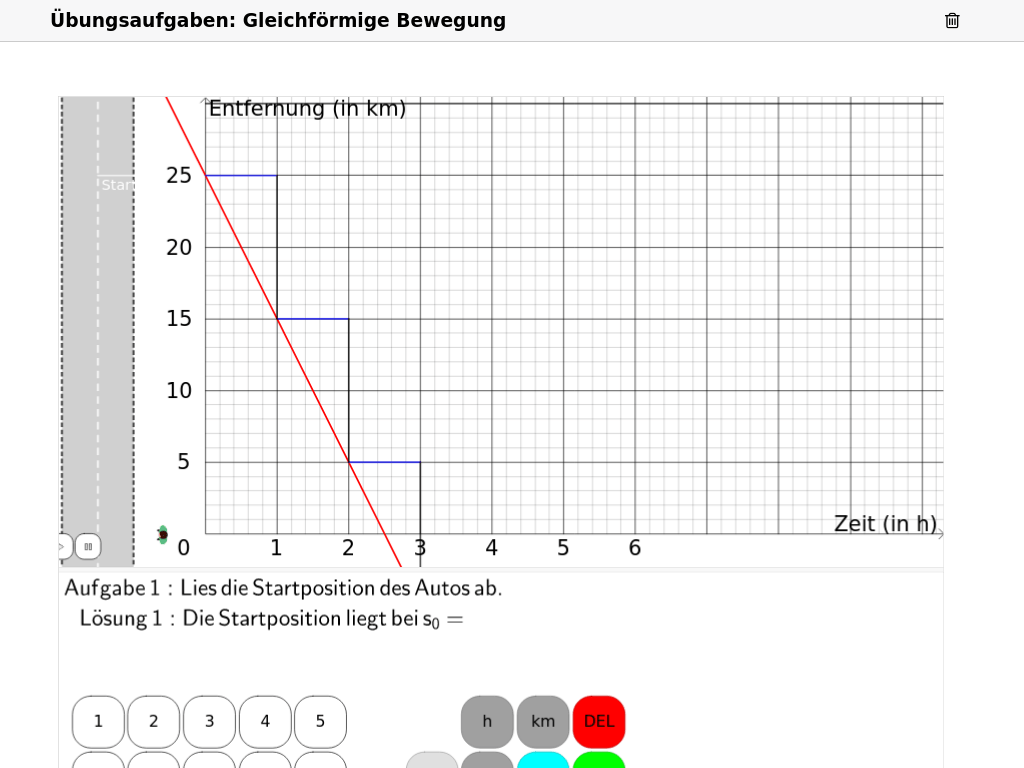 Übungsaufgaben: Gleichförmige Bewegung
Entfernung (in km)
25
Star
20
15
10
5
Zeit (in h)
0 1 2 3 4 5 6
Aufgabe 1 : Lies die Startposition des Autos ab.
Lösung 1 : Die Startposition liegt bei s₀ =
1 2 3 4 5 h km DEL